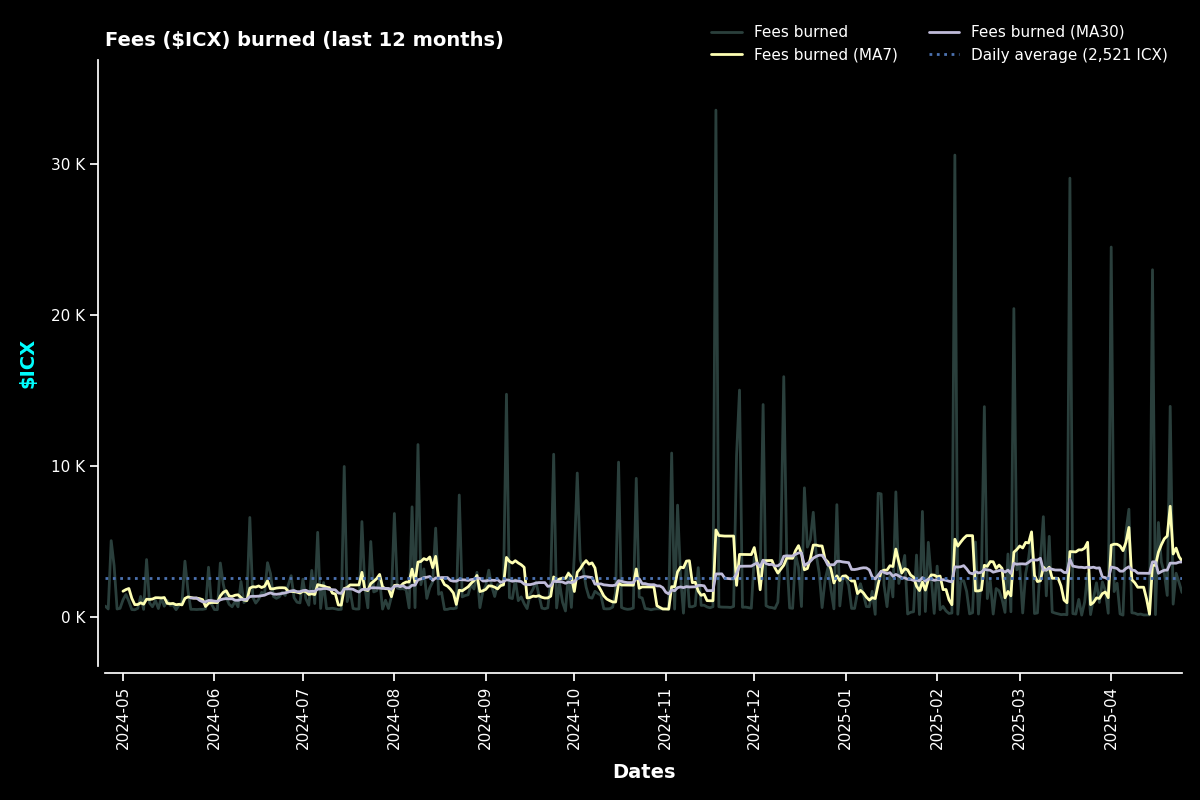 Fees ($ICX) burned (last 12 months)
Fees burned
Fees burned (MA7)
Fees burned (MA30)
Daily average (2,521 ICX)
30 K
20 K
10 K
0 K
$ICX
2024-05
2024-06
2024-07
2024-08
2024-09
2024-10
2024-11
2024-12
2025-01
2025-02
2025-03
2025-04
Dates